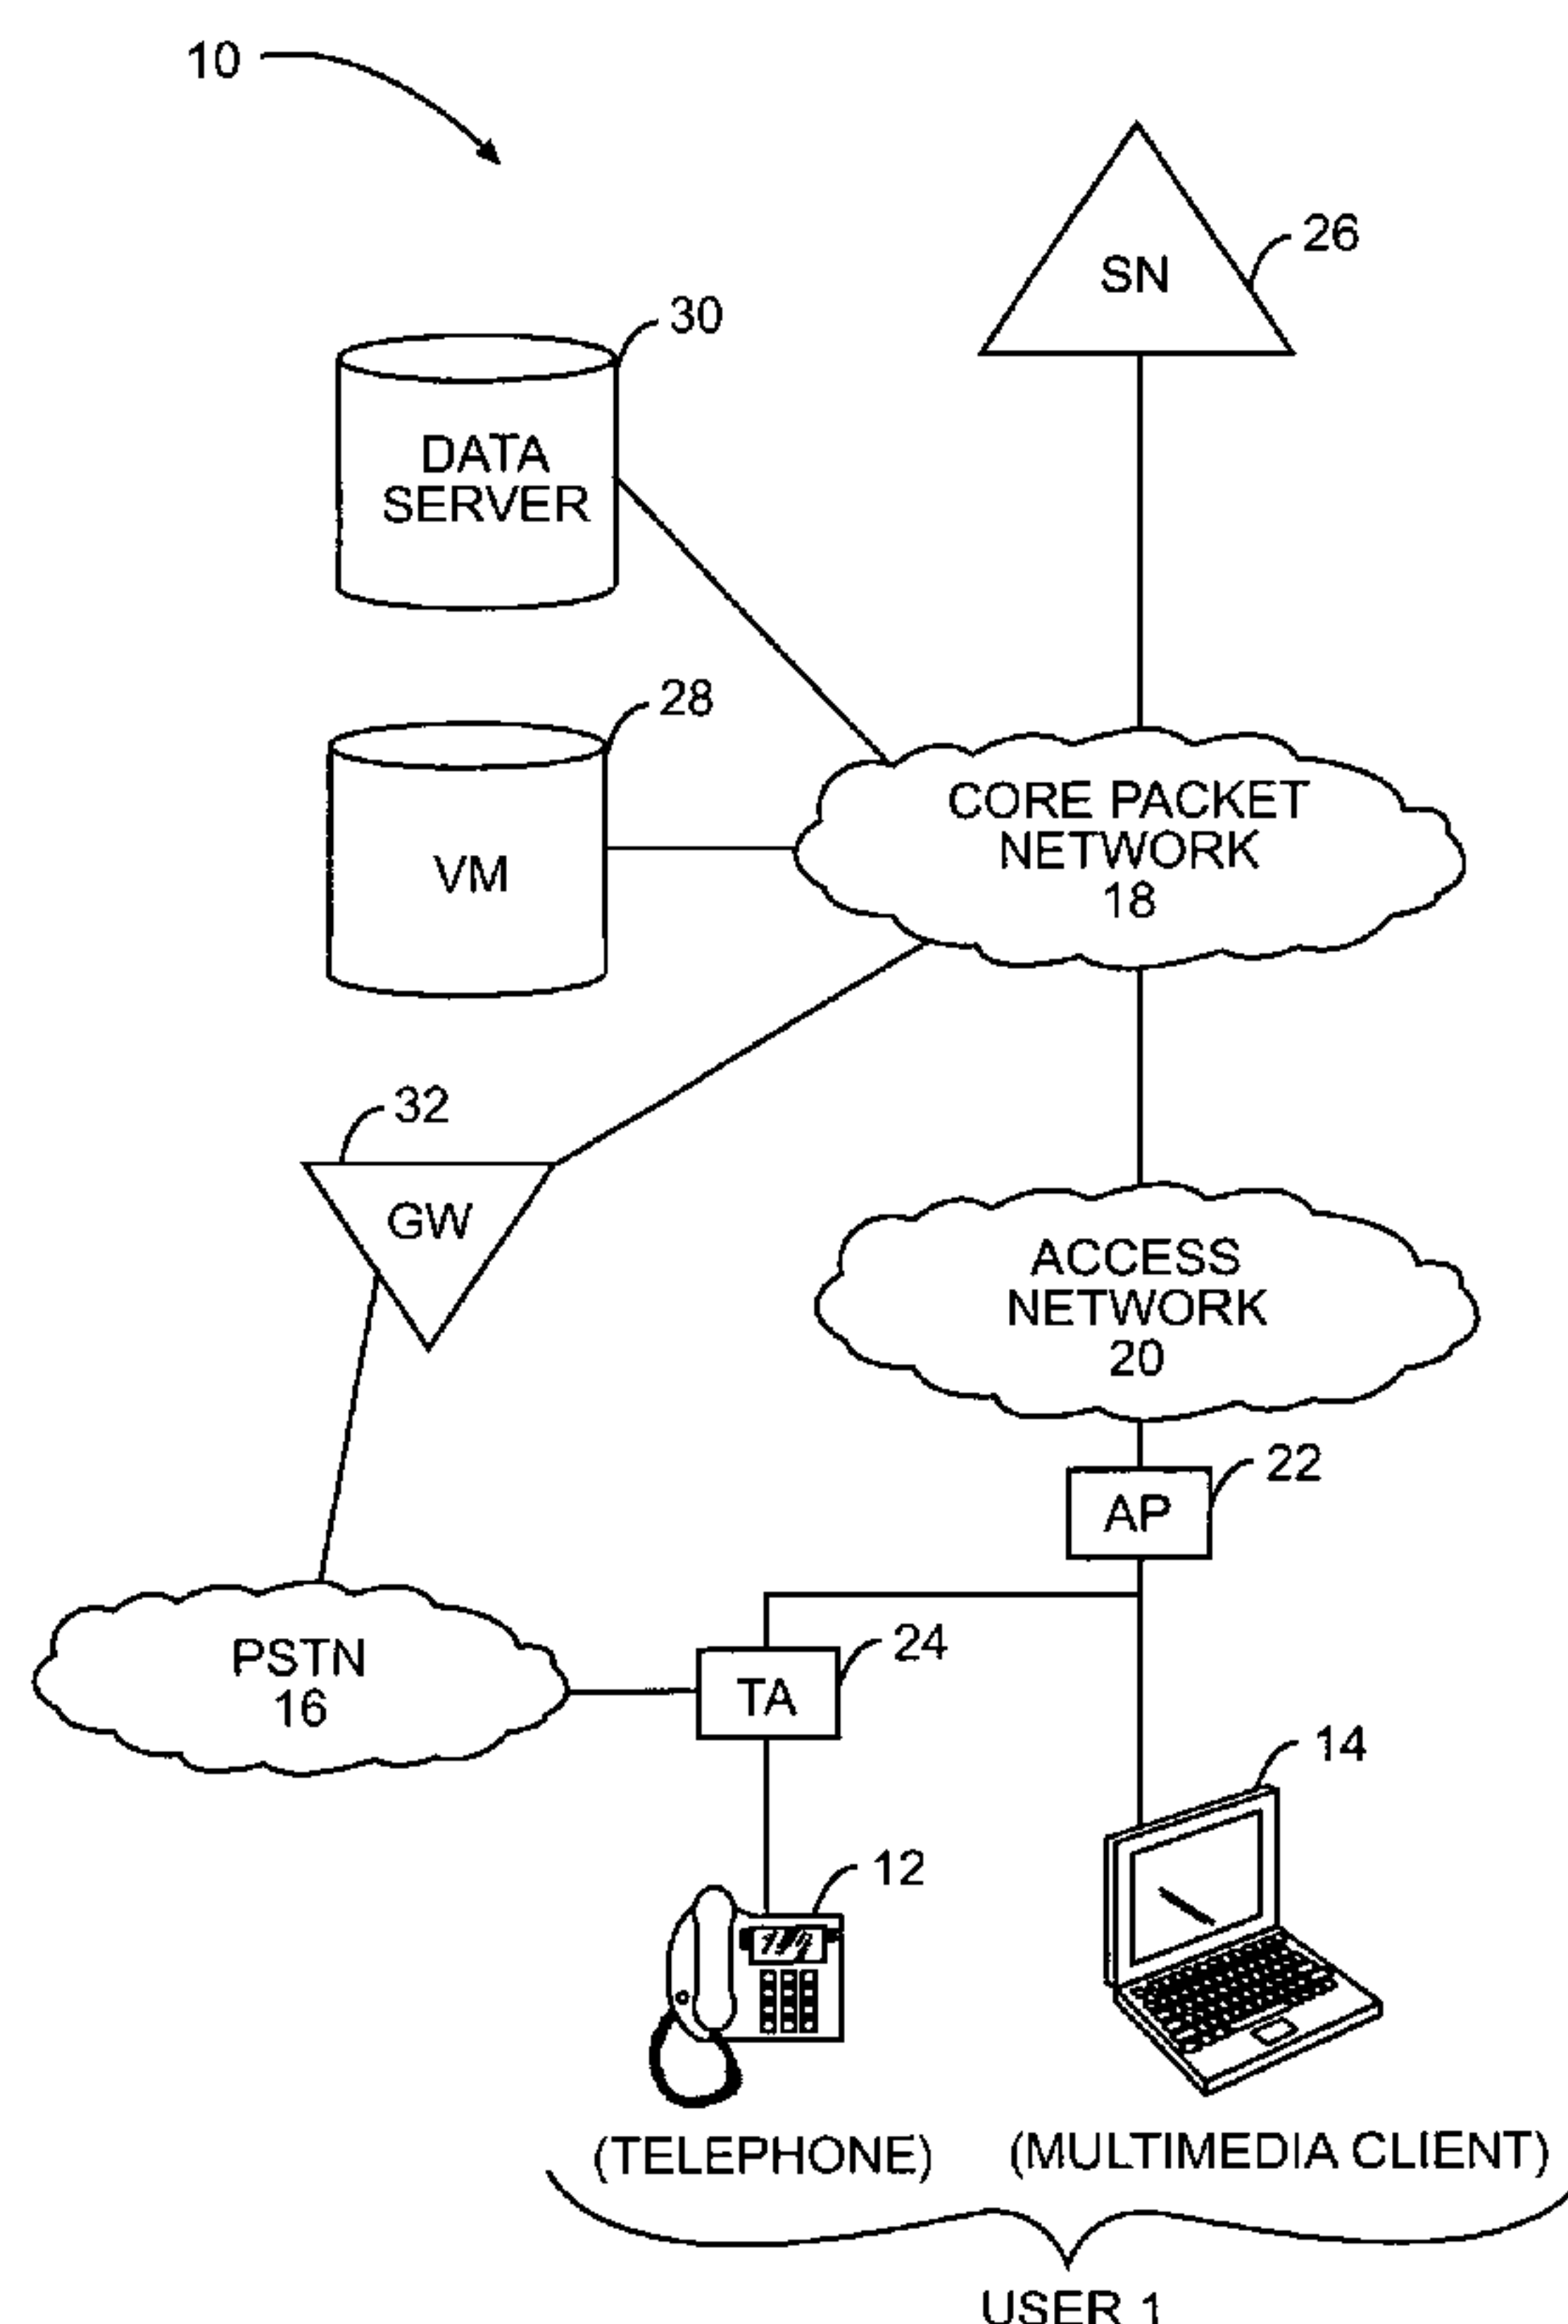 10
SN
26
30
DATA
SERVER
28
VM
CORE PACKET
NETWORK
18
32
GW
ACCESS
NETWORK
20
22
AP
24
TA
PSTN
16
14
12
(TELEPHONE)
(MULTIMEDIA CLIENT)
USER 1